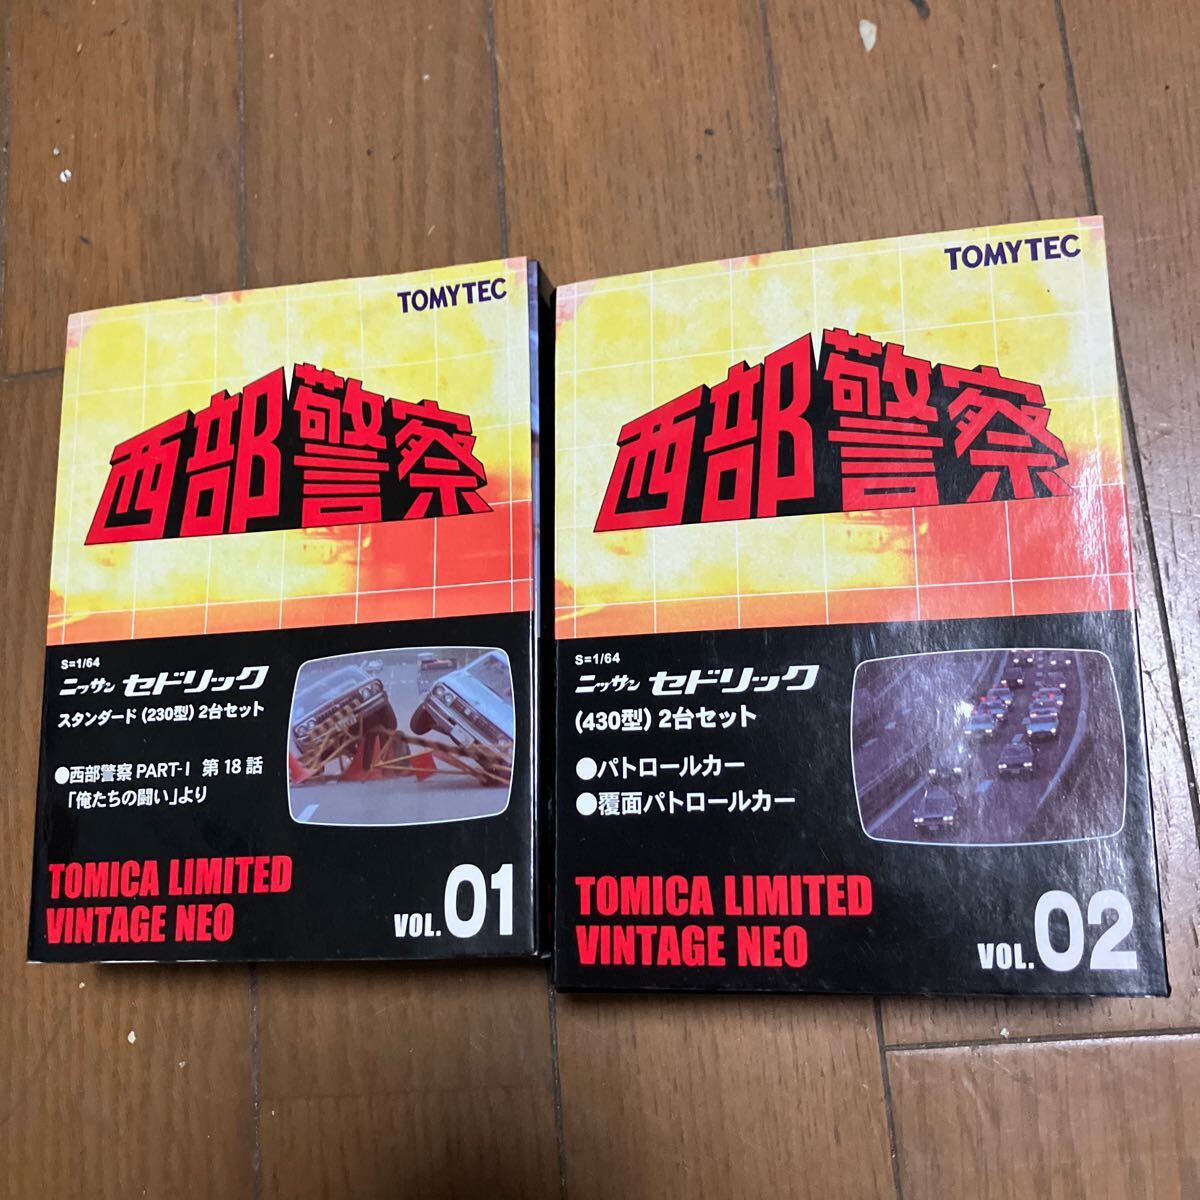 TOMYTEC
西部警察
S=1/64
ニッサン セドリック
スタンダード (230型) 2台セット
●西部警察 PART-I 第18話
「俺たちの闘い」より
TOMICA LIMITED
VINTAGE NEO
VOL.01
TOMYTEC
西部警察
S=1/64
ニッサン セドリック
(430型) 2台セット
●パトロールカー
●覆面パトロールカー
TOMICA LIMITED
VINTAGE NEO
VOL.02